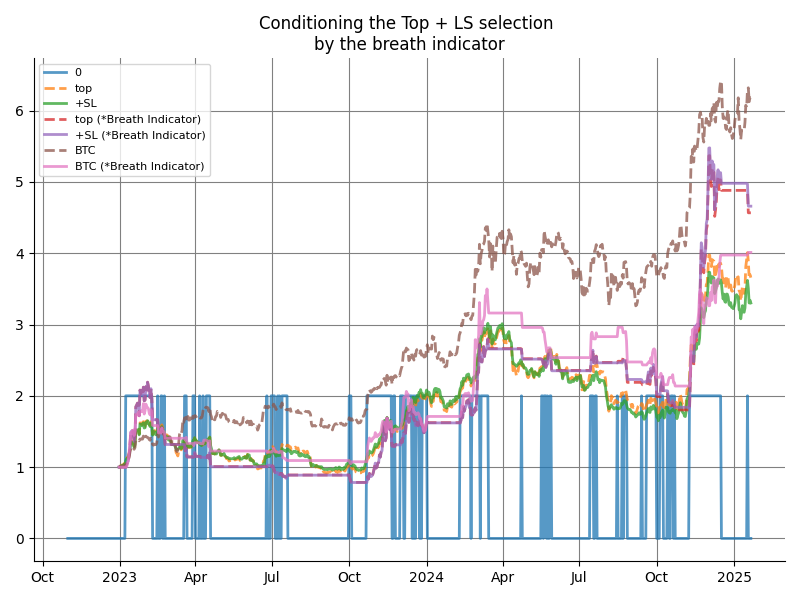 Conditioning the Top + LS selection
by the breath indicator
0
top
+SL
top (*Breath Indicator)
+SL (*Breath Indicator)
BTC
BTC (*Breath Indicator)
6
5
4
3
2
1
0
Oct
2023
Apr
Jul
Oct
2024
Apr
Jul
Oct
2025